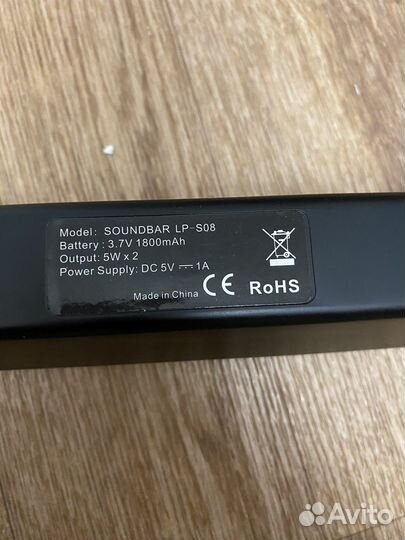 Model: SOUNDBAR LP-S08
Battery : 3.7V 1800mAh
Output: 5W x 2
Power Supply: DC 5V ⎓ 1A
Made in China CE RoHS
Avito